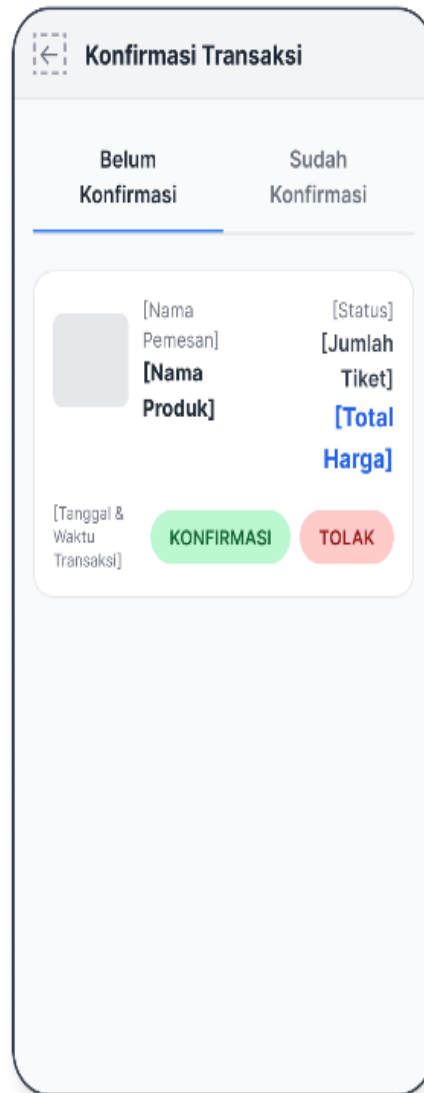 Konfirmasi Transaksi
Belum
Konfirmasi
Sudah
Konfirmasi
[Nama
Pemesan]
[Nama
Produk]
[Status]
[Jumlah
Tiket]
[Total
Harga]
[Tanggal &
Waktu
Transaksi]
KONFIRMASI
TOLAK